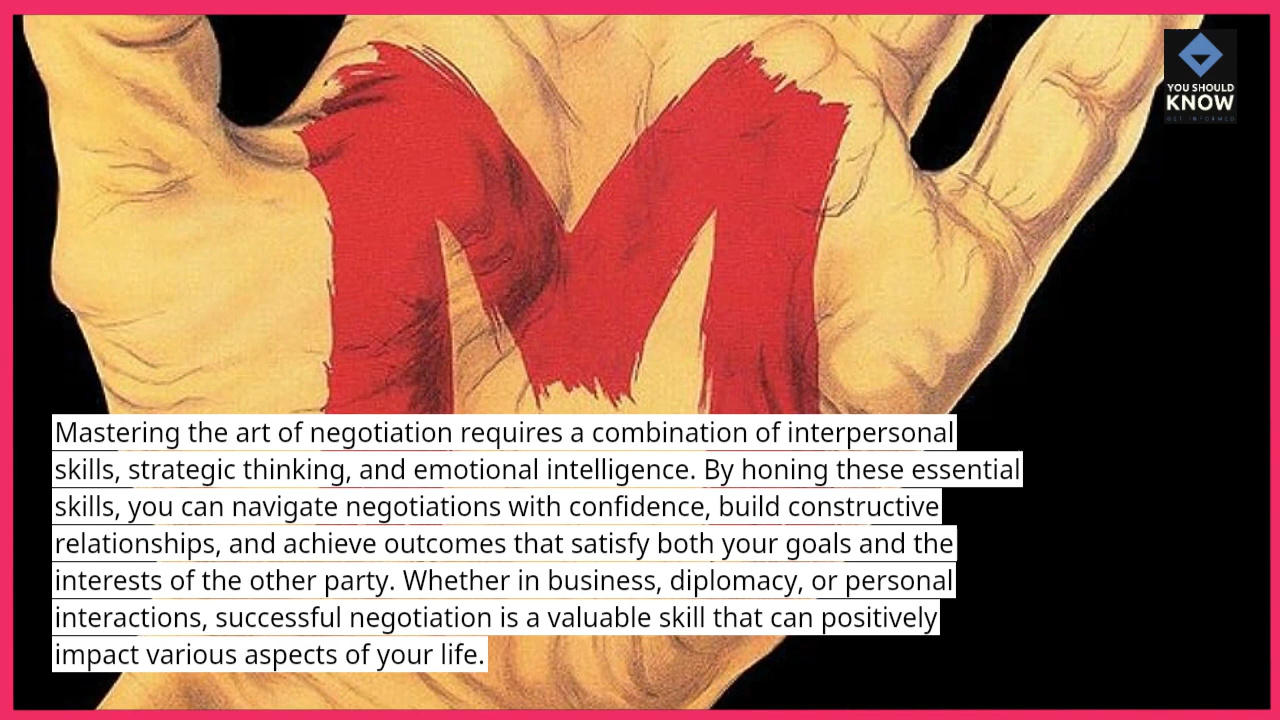 M
YOU SHOULD
KNOW
GET INFORMED
Mastering the art of negotiation requires a combination of interpersonal
skills, strategic thinking, and emotional intelligence. By honing these essential
skills, you can navigate negotiations with confidence, build constructive
relationships, and achieve outcomes that satisfy both your goals and the
interests of the other party. Whether in business, diplomacy, or personal
interactions, successful negotiation is a valuable skill that can positively
impact various aspects of your life.